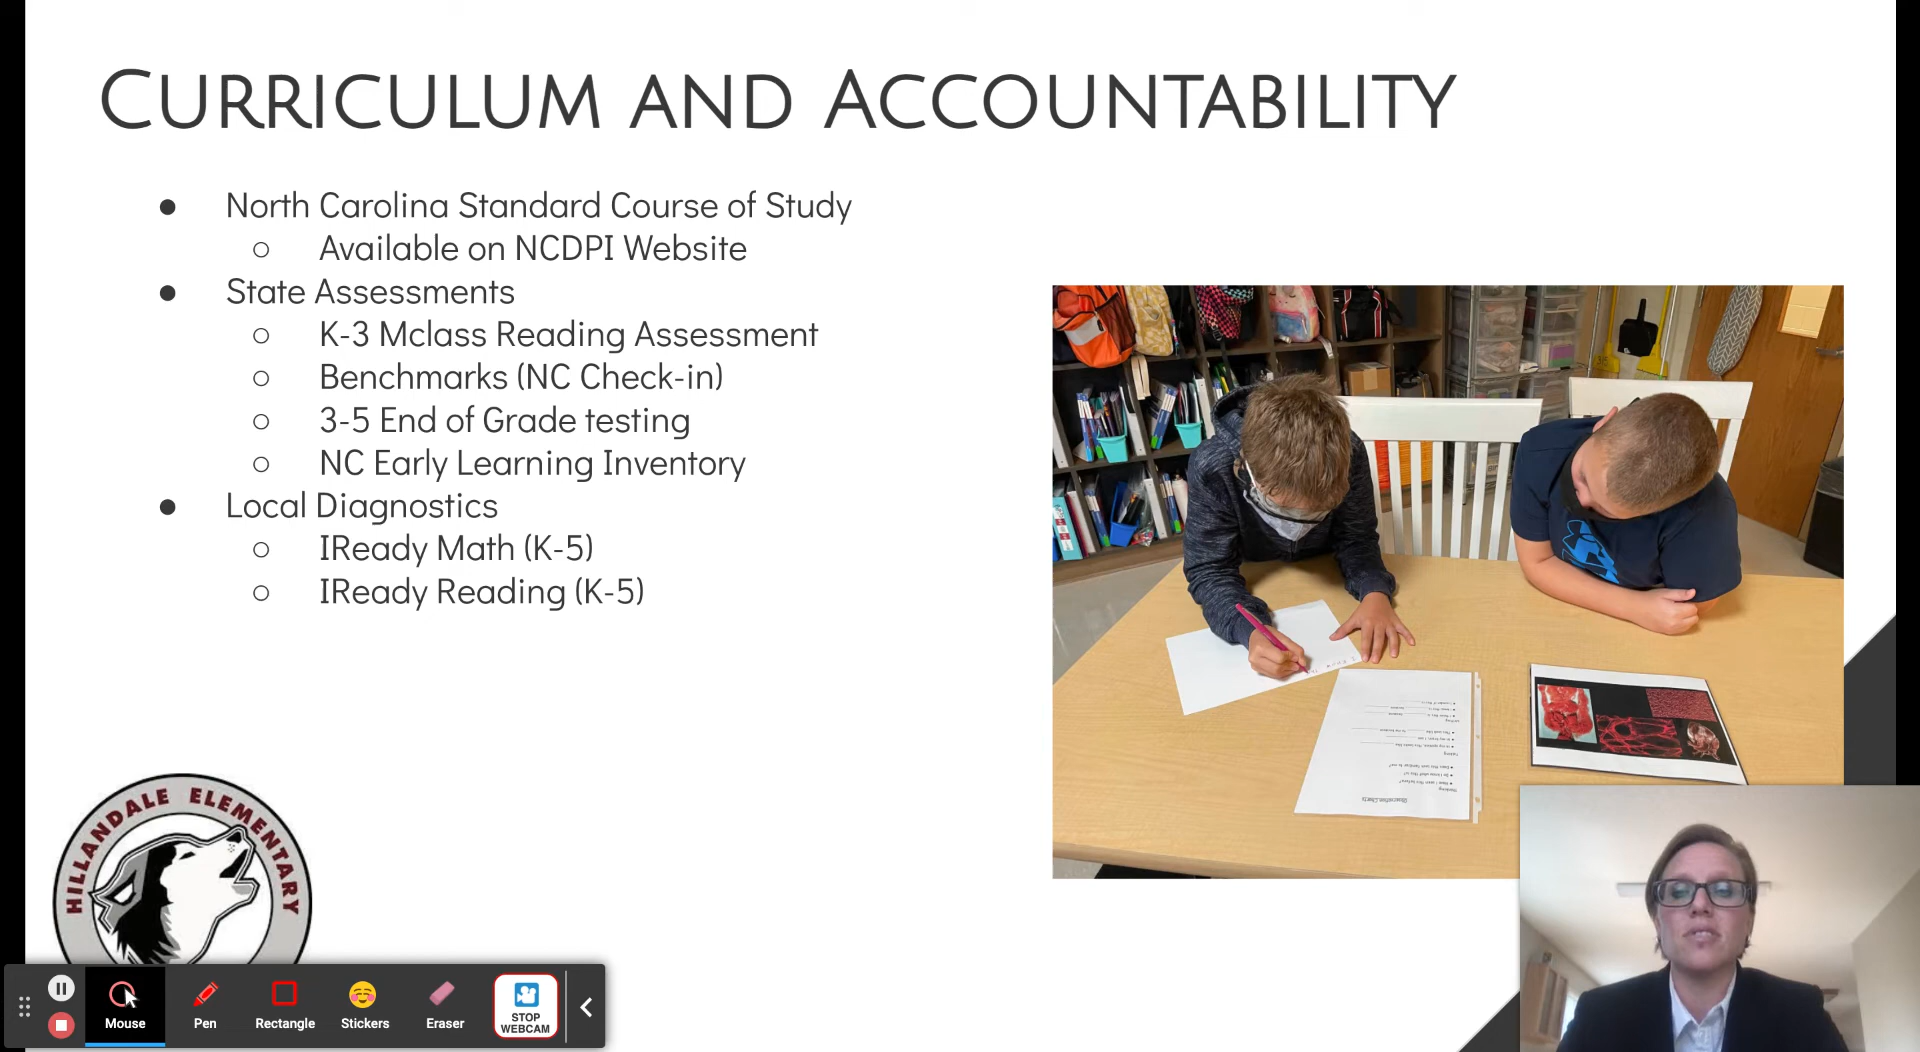 Curriculum and Accountability
● North Carolina Standard Course of Study
○ Available on NCDPI Website
● State Assessments
○ K-3 Mclass Reading Assessment
○ Benchmarks (NC Check-in)
○ 3-5 End of Grade testing
○ NC Early Learning Inventory
● Local Diagnostics
○ IReady Math (K-5)
○ IReady Reading (K-5)
HILLANDALE ELEMENTARY
Mouse
Pen
Rectangle
Stickers
Eraser
STOP
WEBCAM